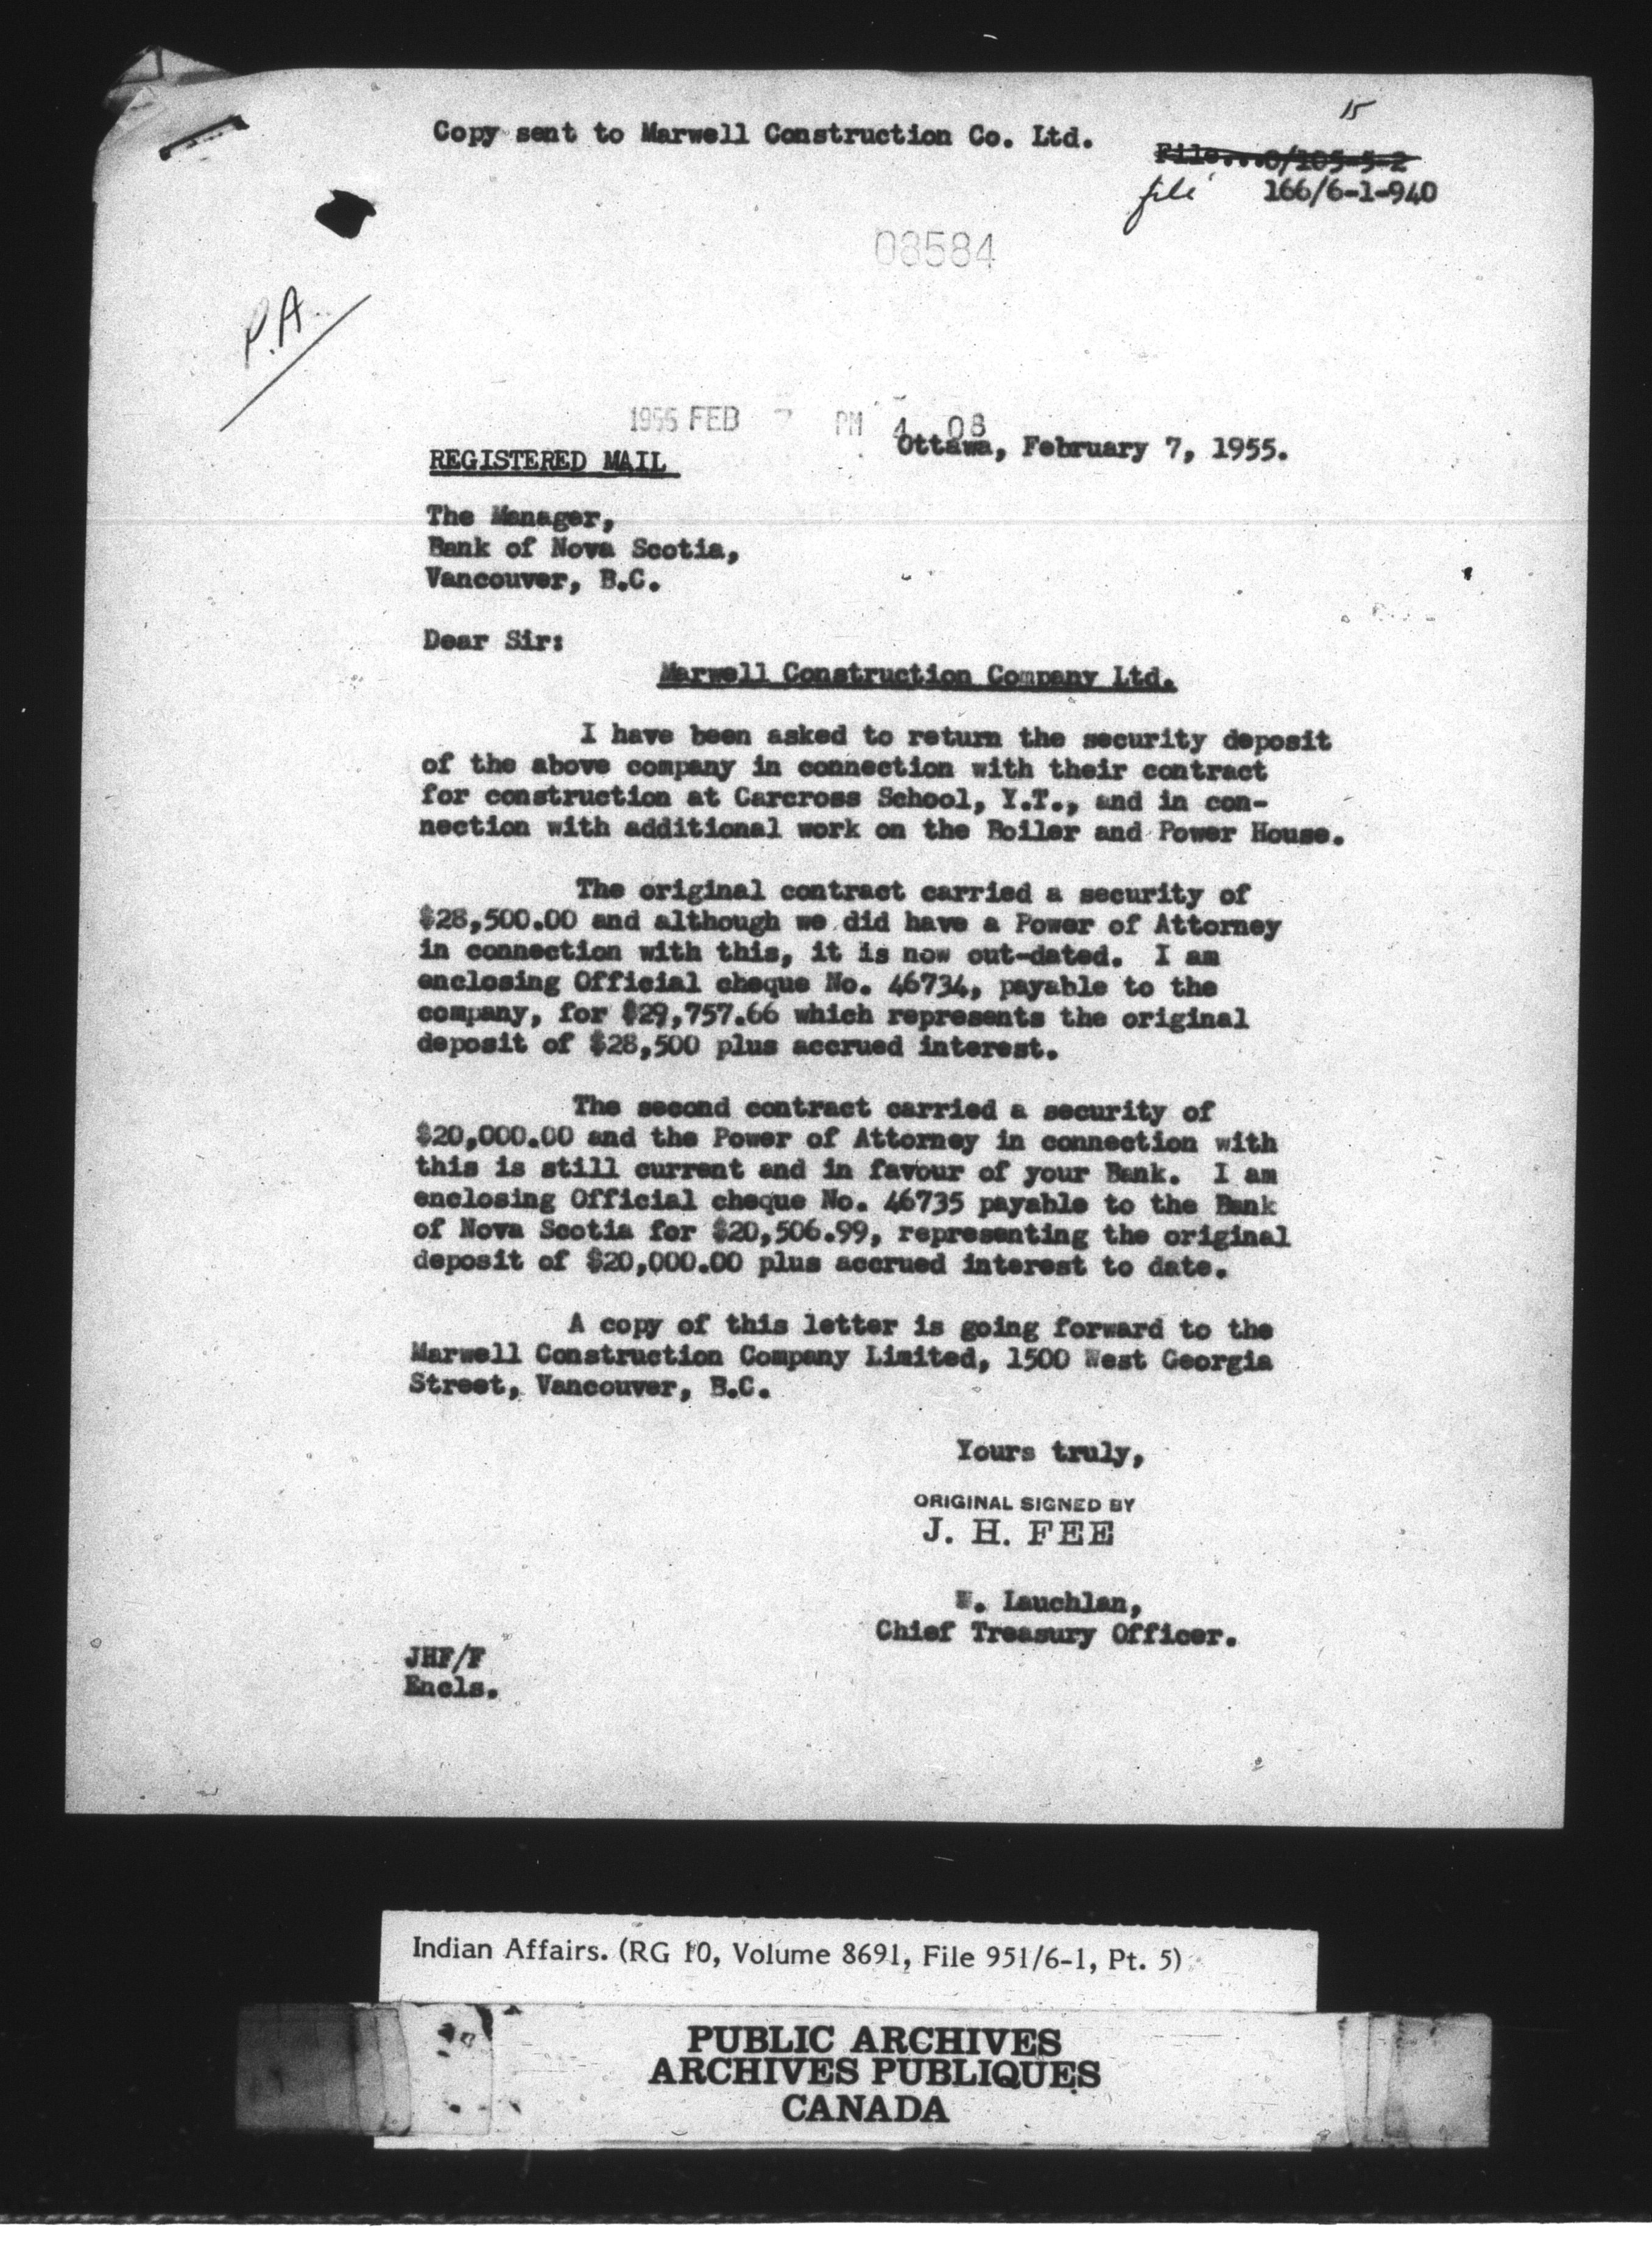 15
Copy sent to Marwell Construction Co. Ltd.
File...0/105-5-2
file 166/6-1-940
08584
P.A.
1955 FEB 7 PM 4 08
Ottawa, February 7, 1955.
REGISTERED MAIL
The Manager,
Bank of Nova Scotia,
Vancouver, B.C.
Dear Sir:
Marwell Construction Company Ltd.
I have been asked to return the security deposit
of the above company in connection with their contract
for construction at Carcross School, Y.T., and in con-
nection with additional work on the Boiler and Power House.
The original contract carried a security of
$28,500.00 and although we did have a Power of Attorney
in connection with this, it is now out-dated. I am
enclosing Official cheque No. 46734, payable to the
company, for $29,757.66 which represents the original
deposit of $28,500 plus accrued interest.
The second contract carried a security of
$20,000.00 and the Power of Attorney in connection with
this is still current and in favour of your Bank. I am
enclosing Official cheque No. 46735 payable to the Bank
of Nova Scotia for $20,506.99, representing the original
deposit of $20,000.00 plus accrued interest to date.
A copy of this letter is going forward to the
Marwell Construction Company Limited, 1500 West Georgia
Street, Vancouver, B.C.
Yours truly,
ORIGINAL SIGNED BY
J. H. FEE
W. Lauchlan,
Chief Treasury Officer.
JHF/F
Encls.
Indian Affairs. (RG 10, Volume 8691, File 951/6-1, Pt. 5)
PUBLIC ARCHIVES
ARCHIVES PUBLIQUES
CANADA